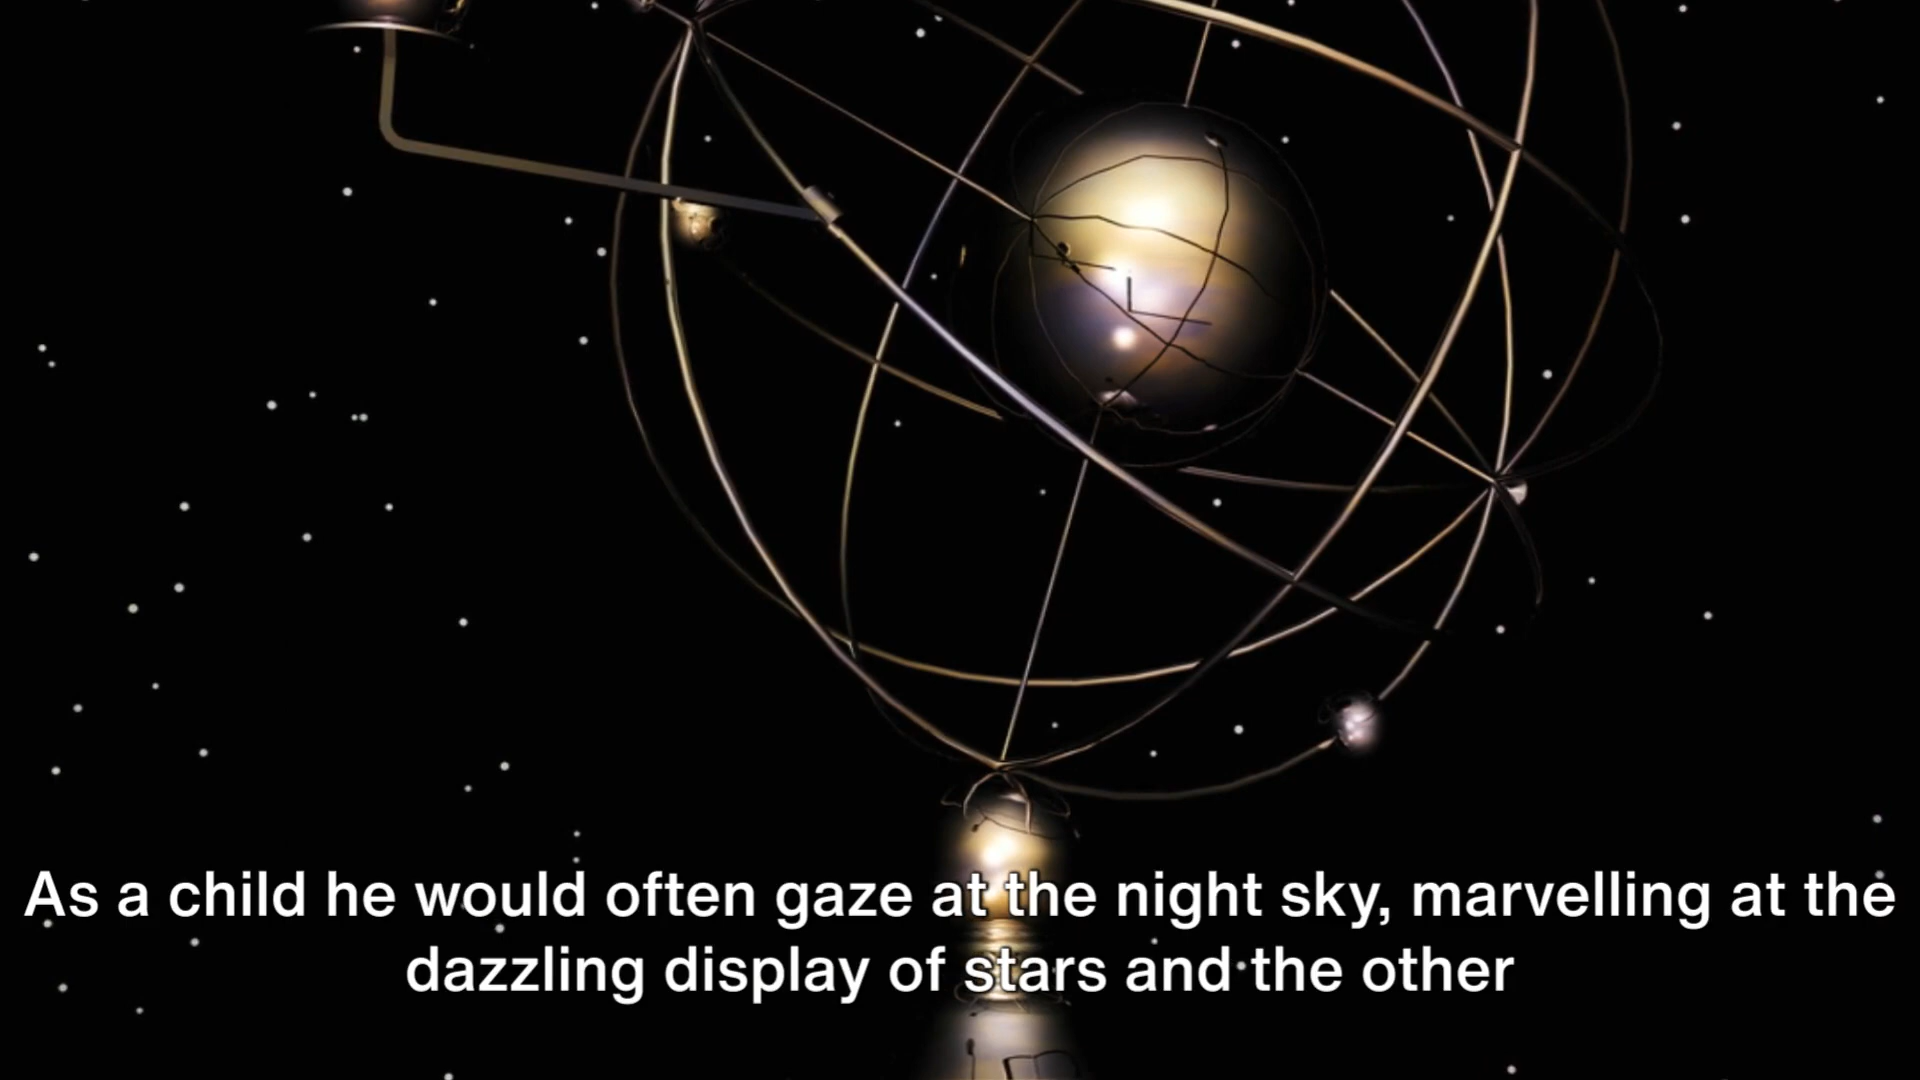 As a child he would often gaze at the night sky, marvelling at the
dazzling display of stars and the other